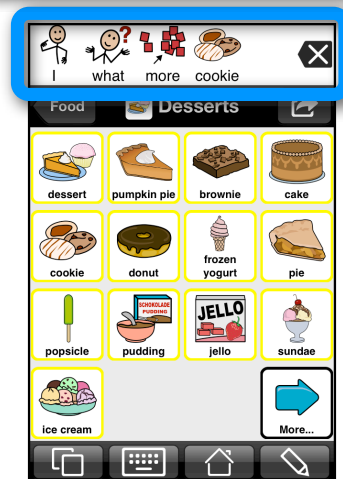 ?
I what more cookie
Food Desserts
dessert pumpkin pie brownie cake
SCHOKOLADE
PUDDING
JELLO
cookie donut frozen yogurt pie
popsicle pudding jello sundae
ice cream More...